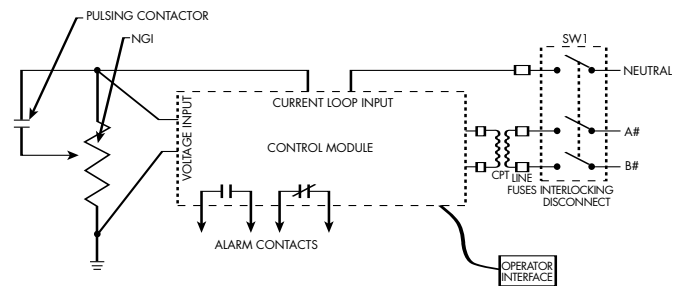 PULSING CONTACTOR
NGI
SW1
NEUTRAL
CURRENT LOOP INPUT
VOLTAGE INPUT
CONTROL MODULE
A#
B#
CPT
LINE
FUSES
INTERLOCKING
DISCONNECT
ALARM CONTACTS
OPERATOR
INTERFACE